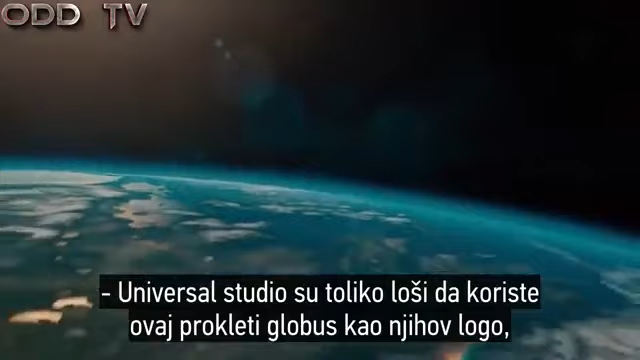 ODD TV
- Universal studio su toliko loši da koriste
ovaj prokleti globus kao njihov logo,